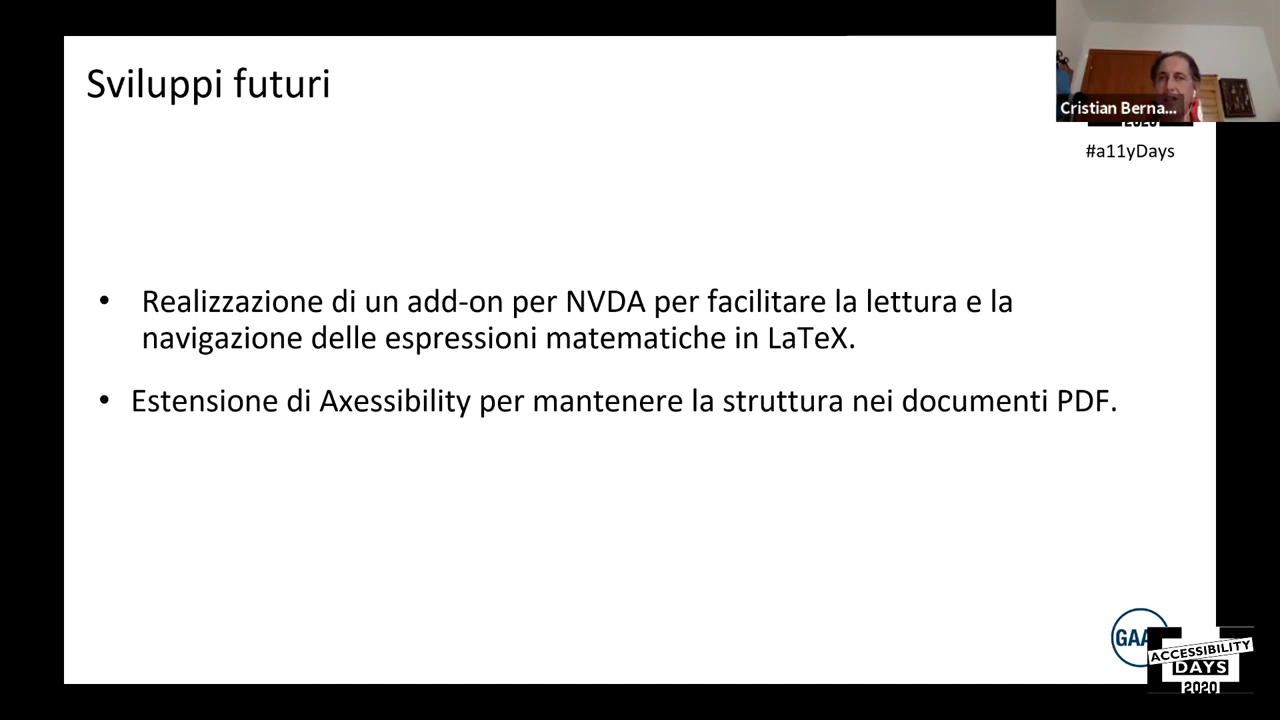 Sviluppi futuri
Cristian Berna...
2020
#a11yDays
• Realizzazione di un add-on per NVDA per facilitare la lettura e la
navigazione delle espressioni matematiche in LaTeX.
• Estensione di Axessibility per mantenere la struttura nei documenti PDF.
ACCESSIBILITY
DAYS
2020